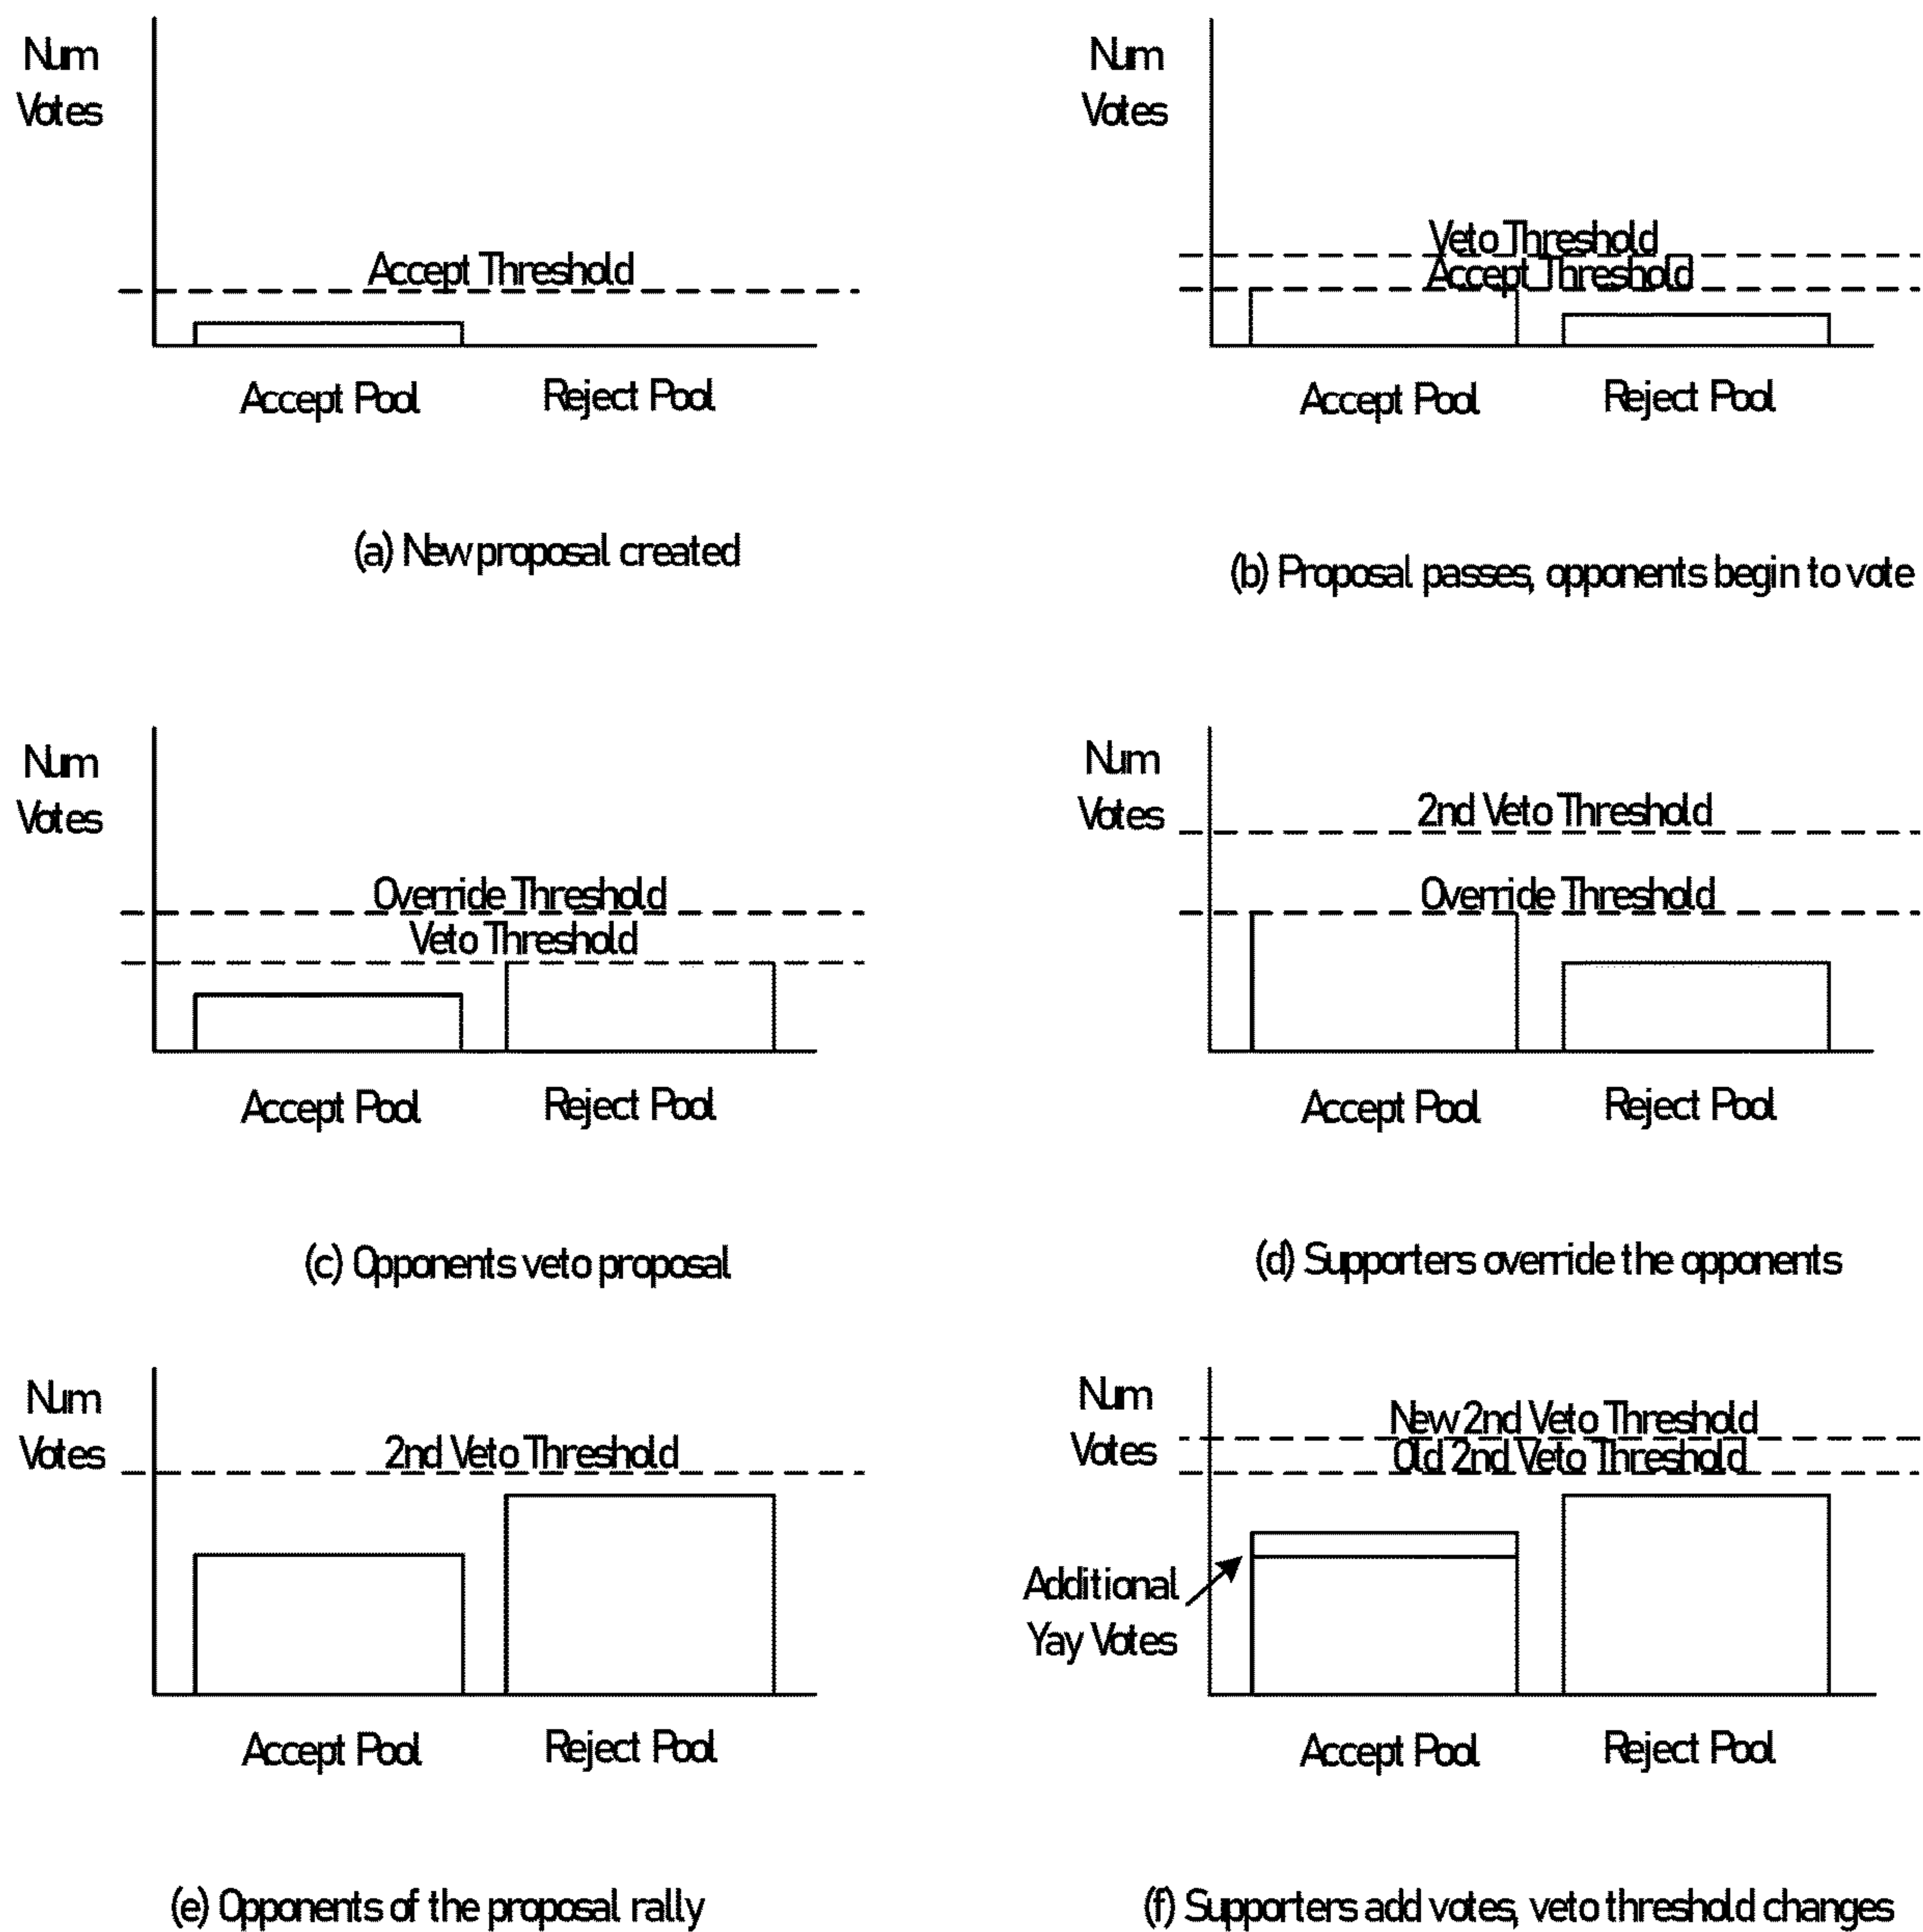 Num
Votes
Accept Threshold
Accept Pool
Reject Pool
(a) New proposal created
Num
Votes
Veto Threshold
Accept Threshold
Accept Pool
Reject Pool
(b) Proposal passes, opponents begin to vote
Num
Votes
Override Threshold
Veto Threshold
Accept Pool
Reject Pool
(c) Opponents veto proposal
Num
Votes
2nd Veto Threshold
Override Threshold
Accept Pool
Reject Pool
(d) Supporters override the opponents
Num
Votes
2nd Veto Threshold
Accept Pool
Reject Pool
(e) Opponents of the proposal rally
Num
Votes
New 2nd Veto Threshold
Old 2nd Veto Threshold
Additional
Yay Votes
Accept Pool
Reject Pool
(f) Supporters add votes, veto threshold changes